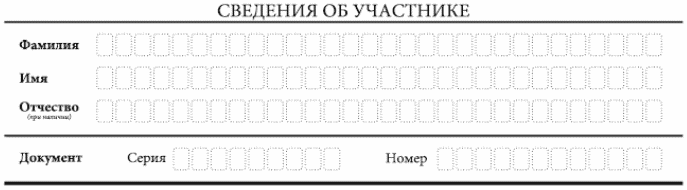 СВЕДЕНИЯ ОБ УЧАСТНИКЕ
Фамилия
Имя
Отчество
(при наличии)
Документ Серия Номер